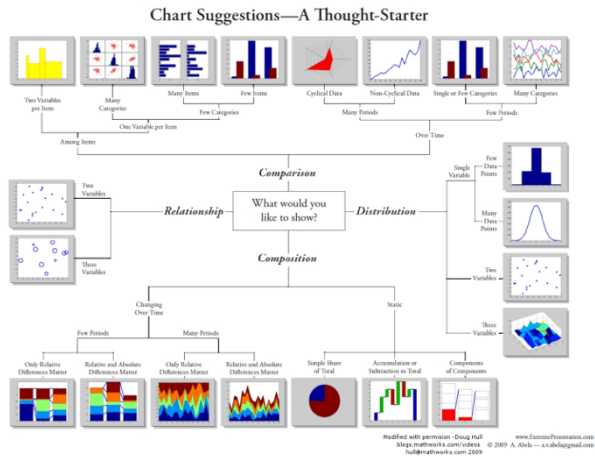 Chart Suggestions—A Thought-Starter
Two Variables
per Item
Many
Categories
Many Items
Few Items
Cyclical Data
Non-Cyclical Data
Single or Few Categories
Many Categories
Few Categories
Many Periods
Few Periods
One Variable per Item
Among Items
Over Time
Comparison
What would you
like to show?
Relationship
Two
Variables
Three
Variables
Distribution
Single
Variable
Few
Data
Points
Many
Data
Points
Two
Variables
Three
Variables
Composition
Changing
Over Time
Static
Few Periods
Many Periods
Only Relative
Differences Matter
Relative and Absolute
Differences Matter
Only Relative
Differences Matter
Relative and Absolute
Differences Matter
Simple Share
of Total
Accumulation or
Subtraction to Total
Components
of Components
Modified with permission -Doug Hull
blogs.mathworks.com/videos
hull@mathworks.com 2009
www.ExtremePresentation.com
© 2009 A. Abela — a.v.abela@gmail.com